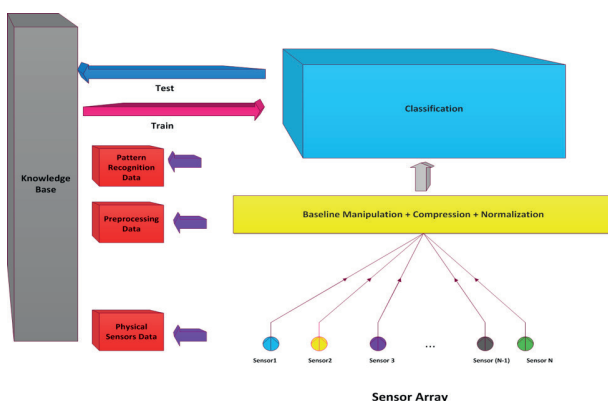 Test
Classification
Train
Pattern
Recognition
Data
Knowledge
Base
Preprocessing
Data
Baseline Manipulation + Compression + Normalization
Physical
Sensors Data
Sensor1
Sensor2
Sensor 3
...
Sensor (N-1)
Sensor N
Sensor Array